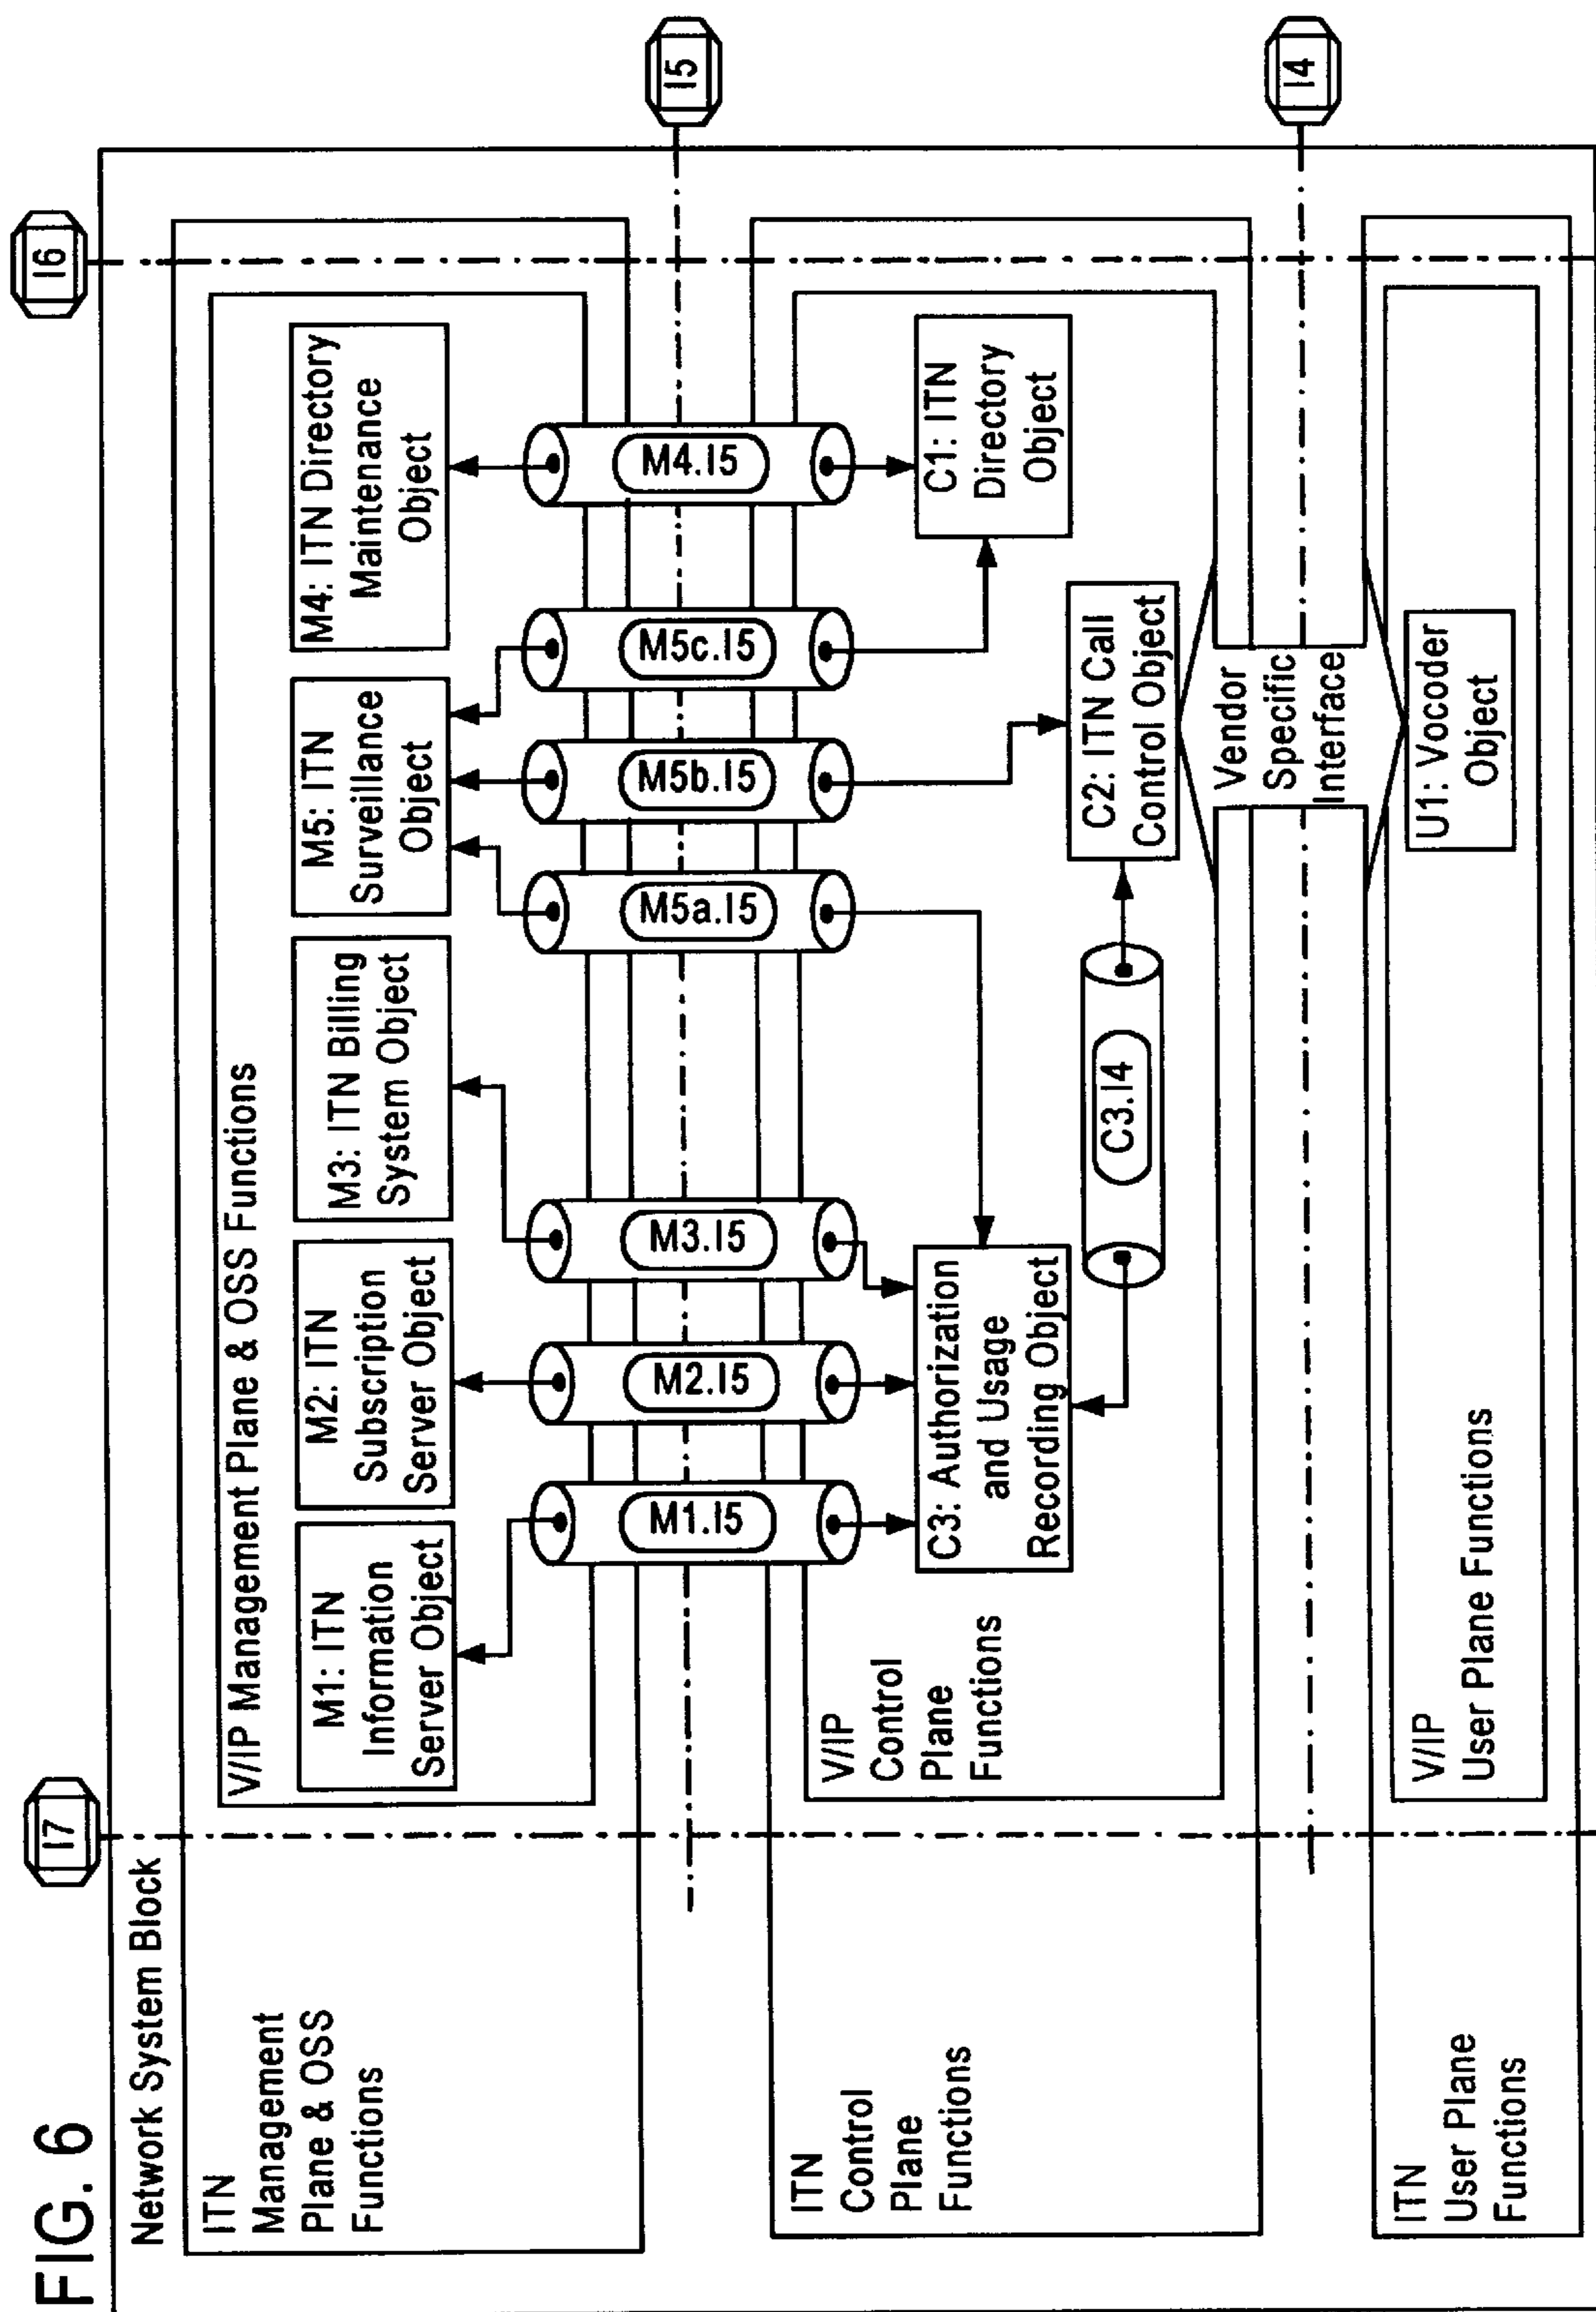 FIG. 6
I7
I6
Network System Block
ITN
Management
Plane & OSS
Functions
V/IP Management Plane & OSS Functions
M1: ITN
Information
Server Object
M2: ITN
Subscription
Server Object
M3: ITN Billing
System Object
M5: ITN
Surveillance
Object
M4: ITN Directory
Maintenance
Object
M1.I5
M2.I5
M3.I5
M5a.I5
M5b.I5
M5c.I5
M4.I5
I5
ITN
Control
Plane
Functions
V/IP
Control
Plane
Functions
C3: Authorization
and Usage
Recording Object
C1: ITN
Directory
Object
C3.I4
C2: ITN Call
Control Object
Vendor
Specific
Interface
I4
ITN
User Plane
Functions
V/IP
User Plane Functions
U1: Vocoder
Object